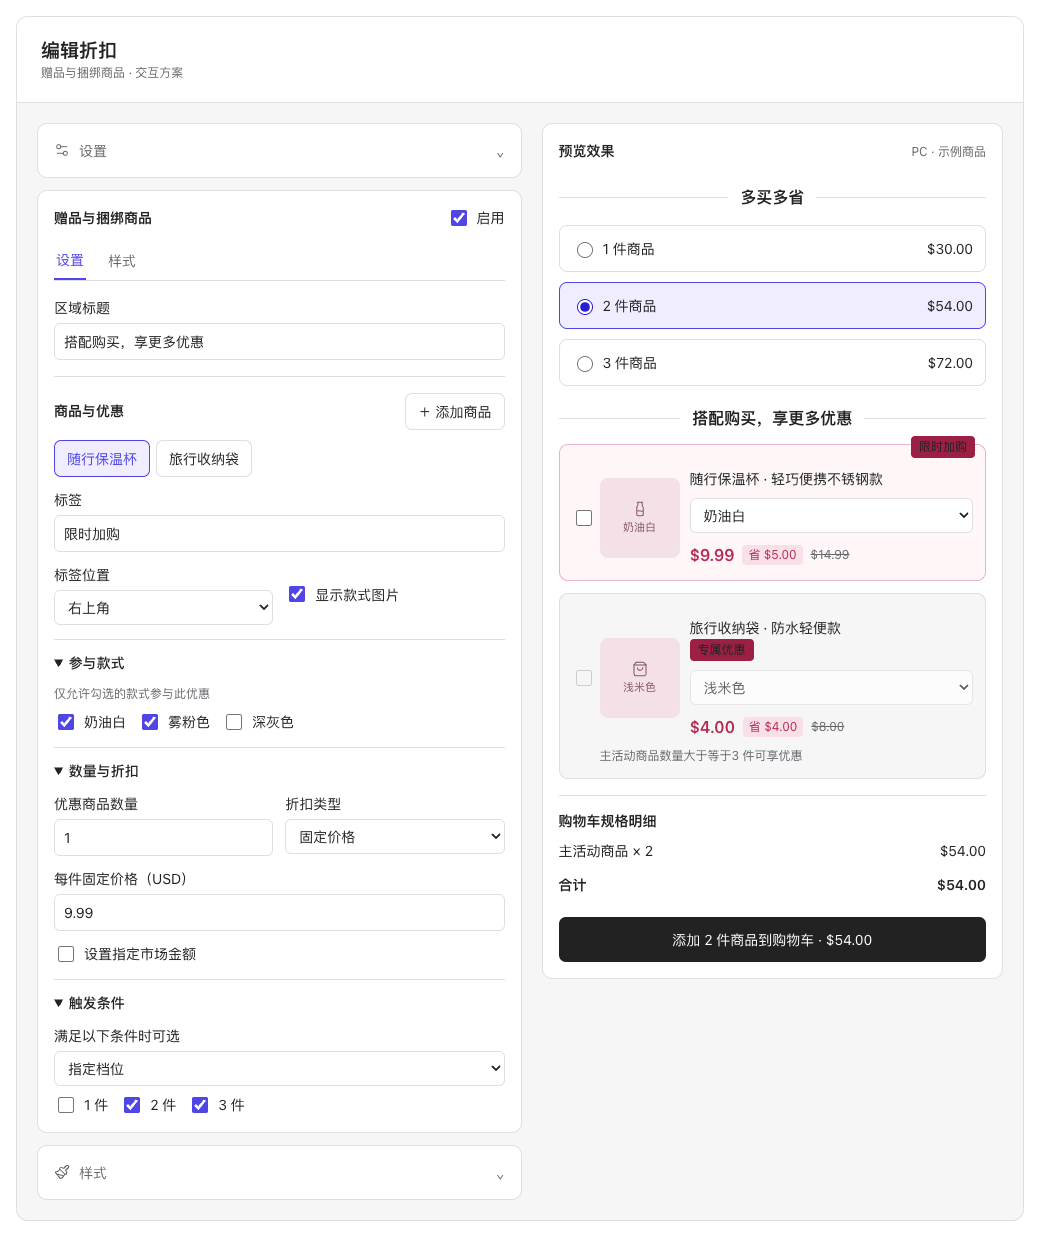 编辑折扣
赠品与捆绑商品 · 交互方案
设置
赠品与捆绑商品
启用
设置 样式
区域标题
搭配购买，享更多优惠
商品与优惠
+ 添加商品
随行保温杯 旅行收纳袋
标签
限时加购
标签位置
右上角
显示款式图片
▼ 参与款式
仅允许勾选的款式参与此优惠
奶油白 雾粉色 深灰色
▼ 数量与折扣
优惠商品数量 折扣类型
1 固定价格
每件固定价格（USD）
9.99
设置指定市场金额
▼ 触发条件
满足以下条件时可选
指定档位
1 件 2 件 3 件
样式
预览效果
PC · 示例商品
多买多省
1 件商品 $30.00
2 件商品 $54.00
3 件商品 $72.00
搭配购买，享更多优惠
限时加购
随行保温杯 · 轻巧便携不锈钢款
奶油白
奶油白
$9.99 省 $5.00 $14.99
旅行收纳袋 · 防水轻便款
专属优惠
浅米色
浅米色
$4.00 省 $4.00 $8.00
主活动商品数量大于等于3 件可享优惠
购物车规格明细
主活动商品 × 2 $54.00
合计 $54.00
添加 2 件商品到购物车 · $54.00